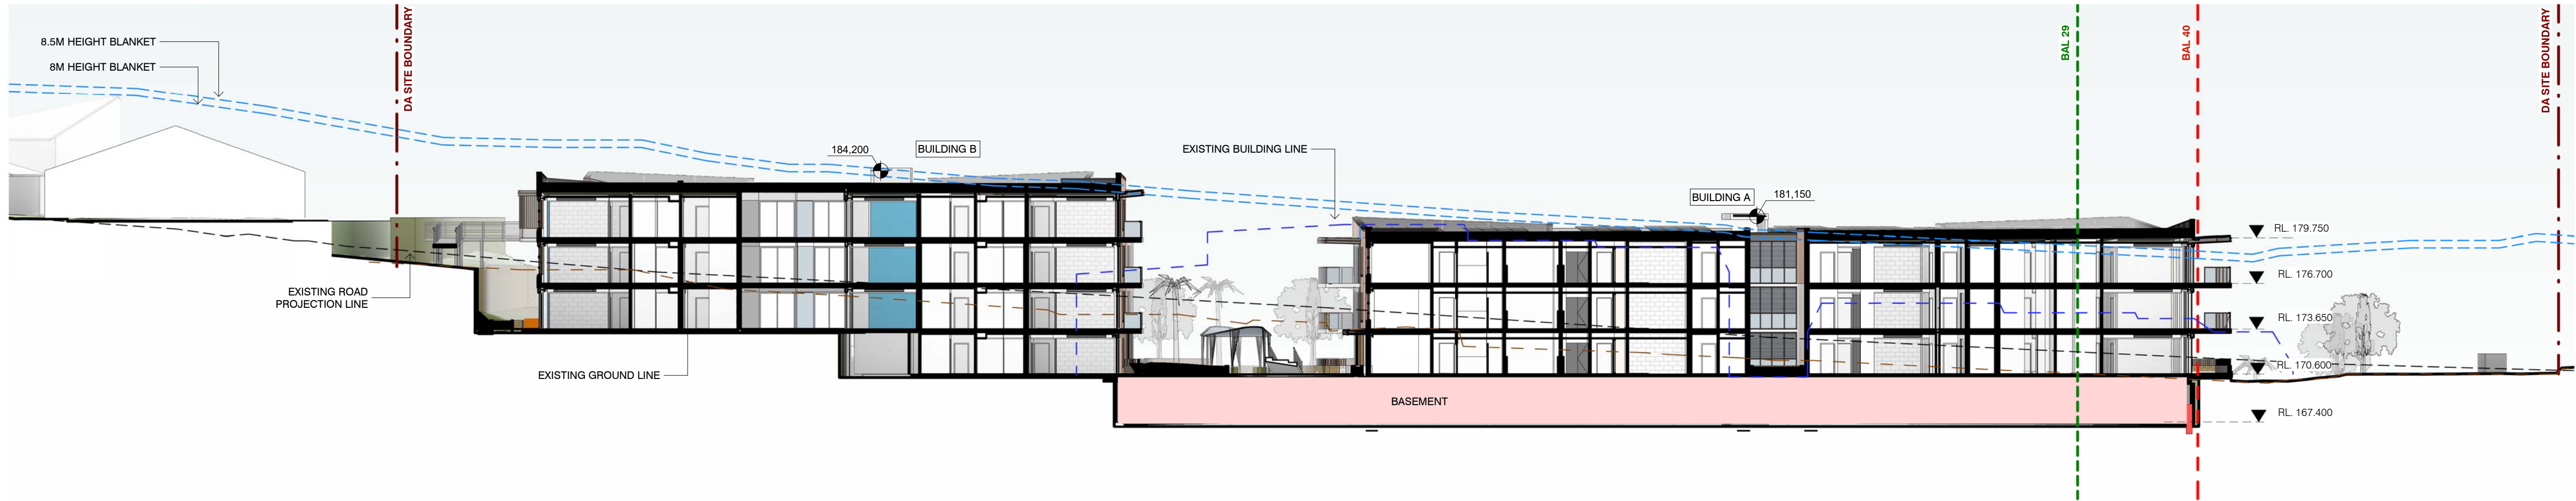 8.5M HEIGHT BLANKET
8M HEIGHT BLANKET
DA SITE BOUNDARY
184,200
BUILDING B
EXISTING BUILDING LINE
BUILDING A
181,150
BAL 29
BAL 40
DA SITE BOUNDARY
RL. 179.750
RL. 176.700
RL. 173.650
RL. 170.600
RL. 167.400
EXISTING ROAD
PROJECTION LINE
EXISTING GROUND LINE
BASEMENT